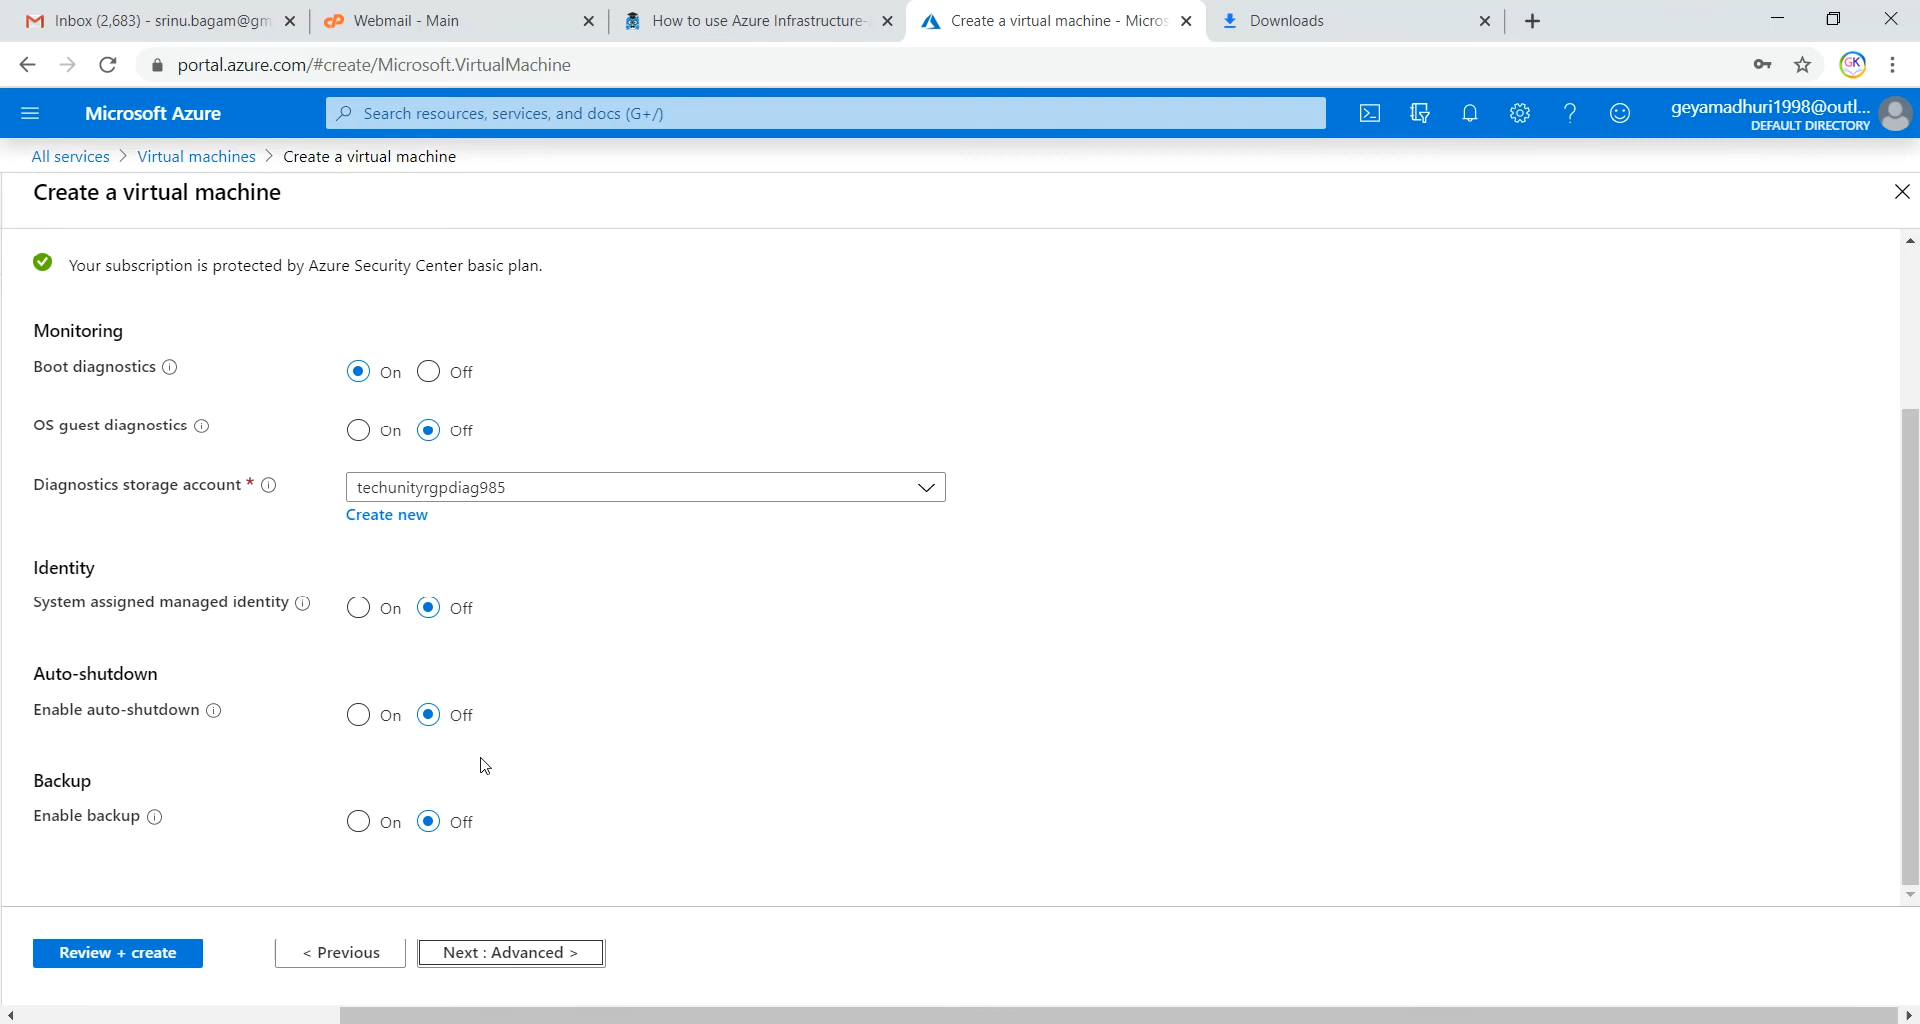 Inbox (2,683) - srinu.bagam@gm
Webmail - Main
How to use Azure Infrastructure-
Create a virtual machine - Micros
Downloads
portal.azure.com/#create/Microsoft.VirtualMachine
GK
Microsoft Azure
Search resources, services, and docs (G+/)
geyamadhuri1998@outl...
DEFAULT DIRECTORY
All services > Virtual machines > Create a virtual machine
Create a virtual machine
Your subscription is protected by Azure Security Center basic plan.
Monitoring
Boot diagnostics
On Off
OS guest diagnostics
On Off
Diagnostics storage account *
techunityrgpdiag985
Create new
Identity
System assigned managed identity
On Off
Auto-shutdown
Enable auto-shutdown
On Off
Backup
Enable backup
On Off
Review + create
< Previous
Next : Advanced >